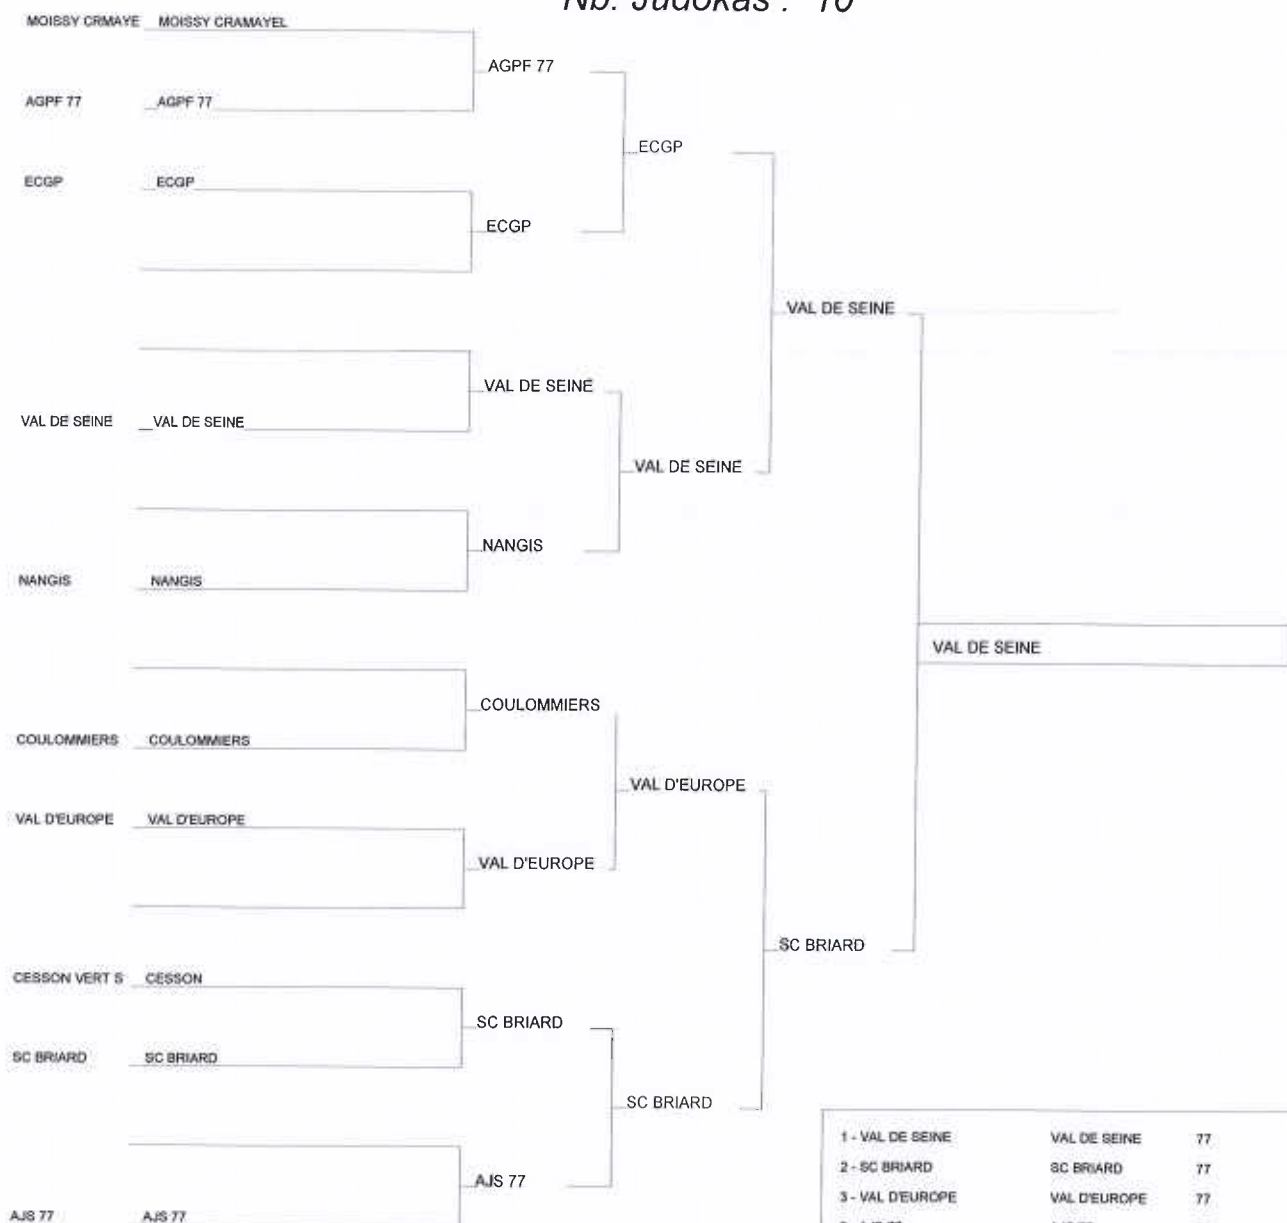 Nb. Judokas : 10
MOISSY CRMAYE MOISSY CRAMAYEL
AGPF 77
AGPF 77 AGPF 77
ECGP
ECGP ECGP
ECGP
VAL DE SEINE
VAL DE SEINE
VAL DE SEINE VAL DE SEINE
VAL DE SEINE
NANGIS
NANGIS NANGIS
VAL DE SEINE
COULOMMIERS
COULOMMIERS COULOMMIERS
VAL D'EUROPE
VAL D'EUROPE VAL D'EUROPE
VAL D'EUROPE
SC BRIARD
CESSON VERT S CESSON
SC BRIARD
SC BRIARD SC BRIARD
SC BRIARD
1 - VAL DE SEINE VAL DE SEINE 77
2 - SC BRIARD SC BRIARD 77
AJS 77
3 - VAL D'EUROPE VAL D'EUROPE 77
AJS 77 AJS 77